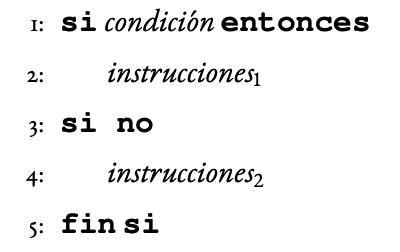 1: si condición entonces
2: instrucciones₁
3: si no
4: instrucciones₂
5: fin si